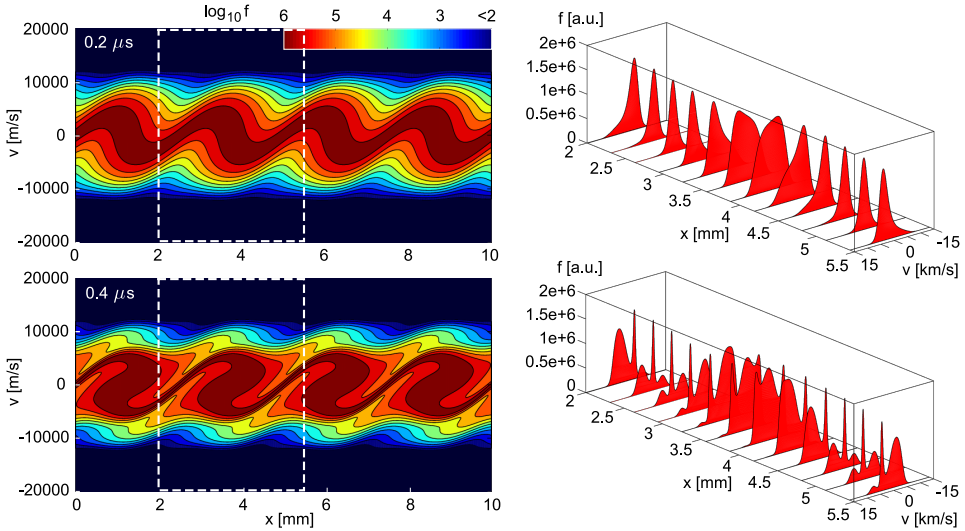 log₁₀ f 6 5 4 3 <2
20000
10000
0
-10000
-20000
v [m/s]
0.2 μs
0 2 4 6 8 10
f [a.u.]
2e+6
1.5e+6
1e+6
0.5e+6
0
2 2.5 3 3.5 4 4.5 5 5.5
x [mm]
15 0 -15
v [km/s]
20000
10000
0
-10000
-20000
v [m/s]
0.4 μs
0 2 4 6 8 10
x [mm]
f [a.u.]
2e+6
1.5e+6
1e+6
0.5e+6
0
2 2.5 3 3.5 4 4.5 5 5.5
x [mm]
15 0 -15
v [km/s]